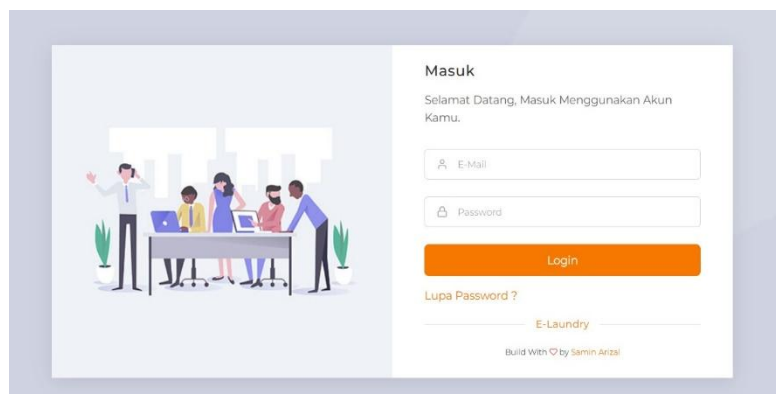 Masuk
Selamat Datang, Masuk Menggunakan Akun
Kamu.
E-Mail
Password
Login
Lupa Password ?
E-Laundry
Build With ♡ by Samin Arizal